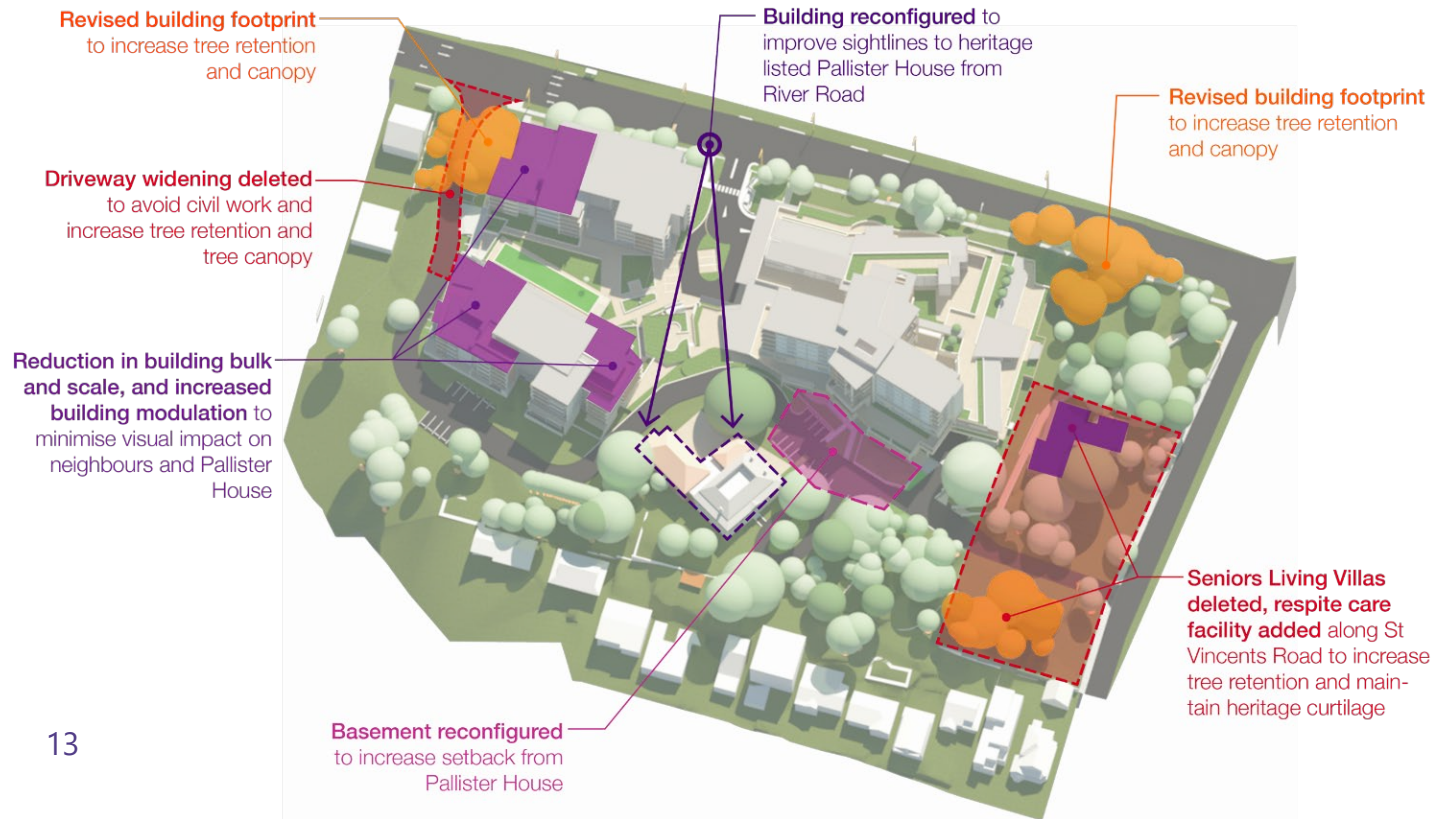 Revised building footprint
to increase tree retention
and canopy
Building reconfigured to
improve sightlines to heritage
listed Pallister House from
River Road
Revised building footprint
to increase tree retention
and canopy
Driveway widening deleted
to avoid civil work and
increase tree retention and
tree canopy
Reduction in building bulk
and scale, and increased
building modulation to
minimise visual impact on
neighbours and Pallister
House
Seniors Living Villas
deleted, respite care
facility added along St
Vincents Road to increase
tree retention and main-
tain heritage curtilage
Basement reconfigured
to increase setback from
Pallister House
13